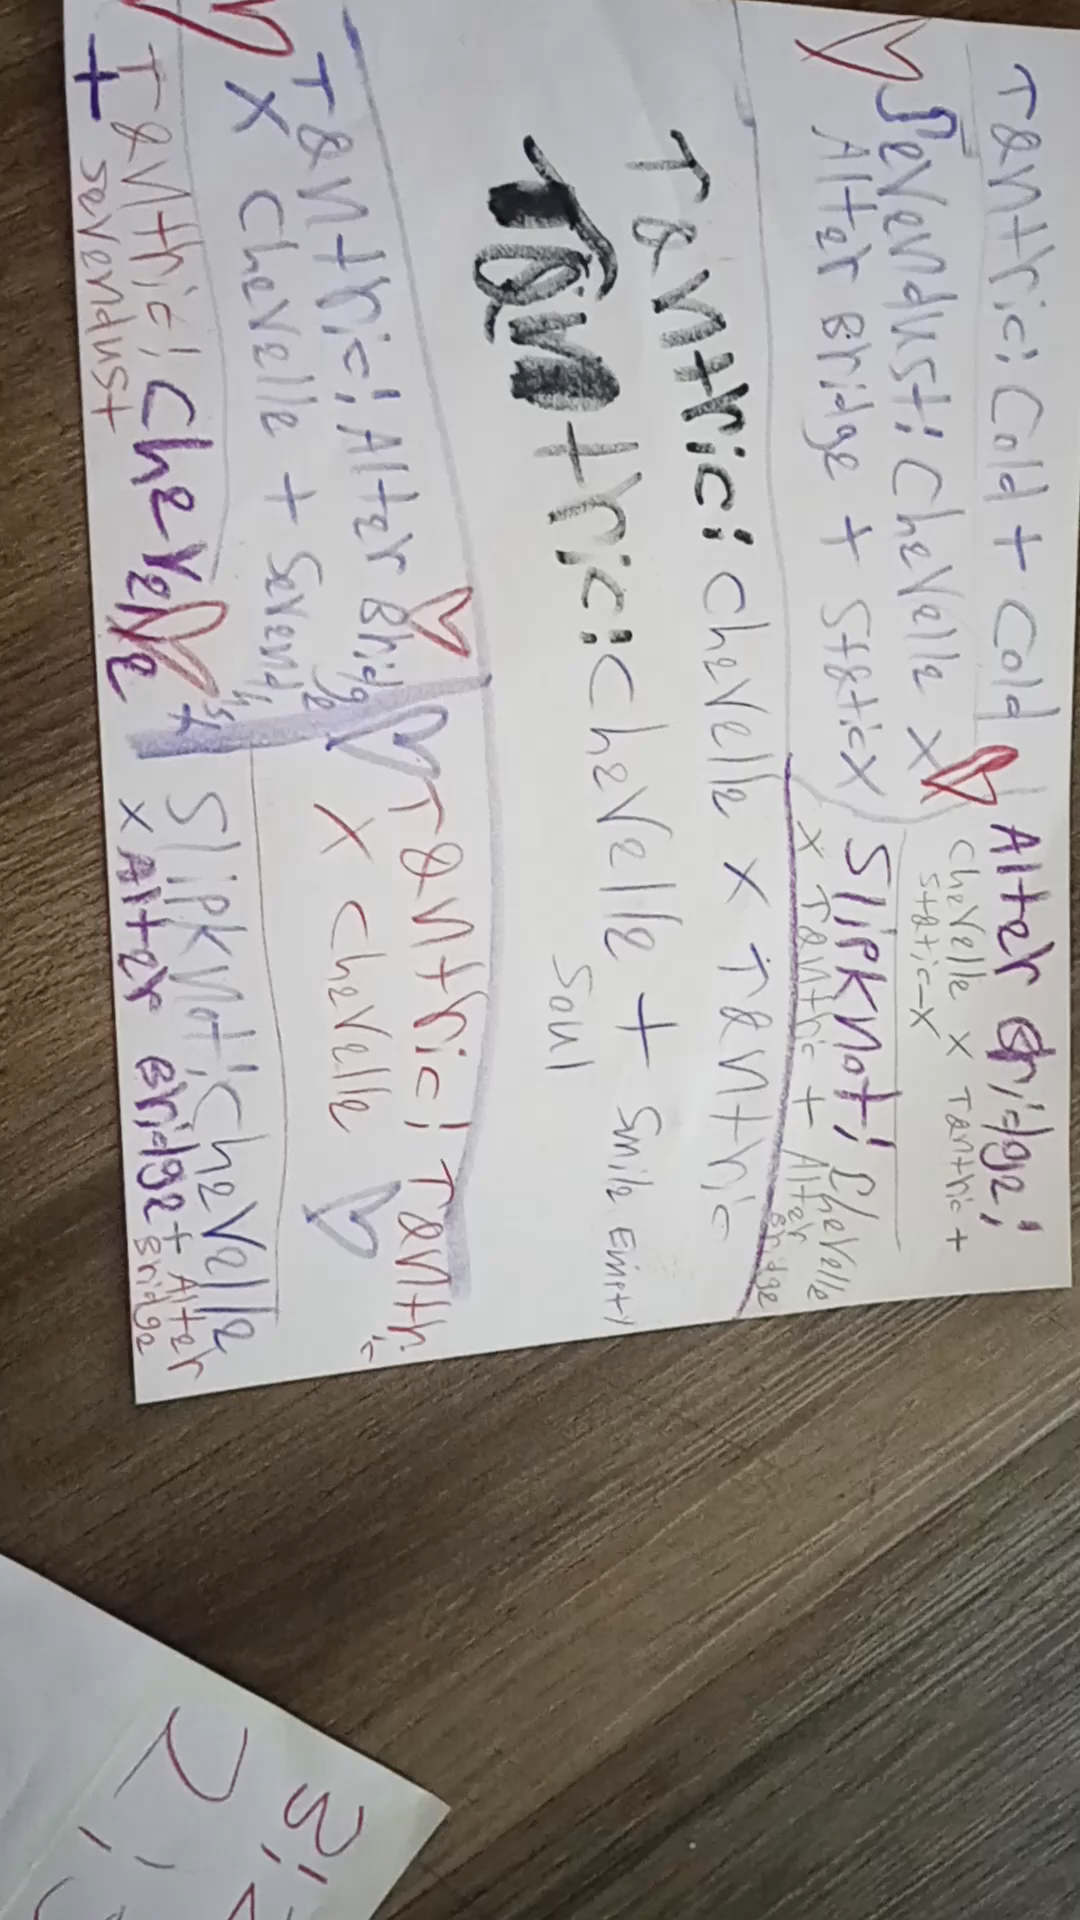 Tantric: Cold + Cold
Alter Bridge:
Chevelle x Tantric +
Static-X
Sevendust: Chevelle x
Alter Bridge + Static X
Slipknot: Chevelle
x Tantric + Alter
Bridge
Tantric: Chevelle x Tantric
Tantric: Chevelle + Smile Empty
Soul
Tantric: Alter Bridge
x Chevelle + Sevendust
Tantric: Tantric
x Chevelle
Tantric: Chevelle
+ Sevendust
Slipknot: Chevelle
x Alter Bridge + Alter
Bridge
3:
2: